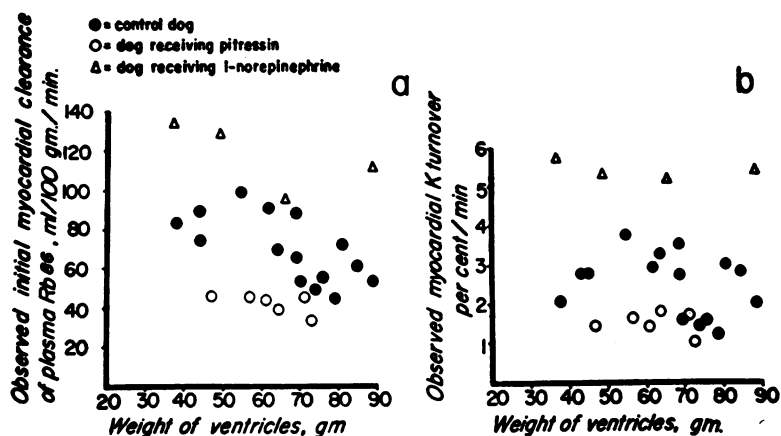 ●= control dog
○= dog receiving pitressin
△= dog receiving l-norepinephrine
a
b
Observed initial myocardial clearance
of plasma Rb86, ml/100 gm./ min.
140
120
100
80
60
40
20
20 30 40 50 60 70 80 90
Weight of ventricles, gm
Observed myocardial K turnover
per cent/min
6
5
4
3
2
1
20 30 40 50 60 70 80 90
Weight of ventricles, gm.